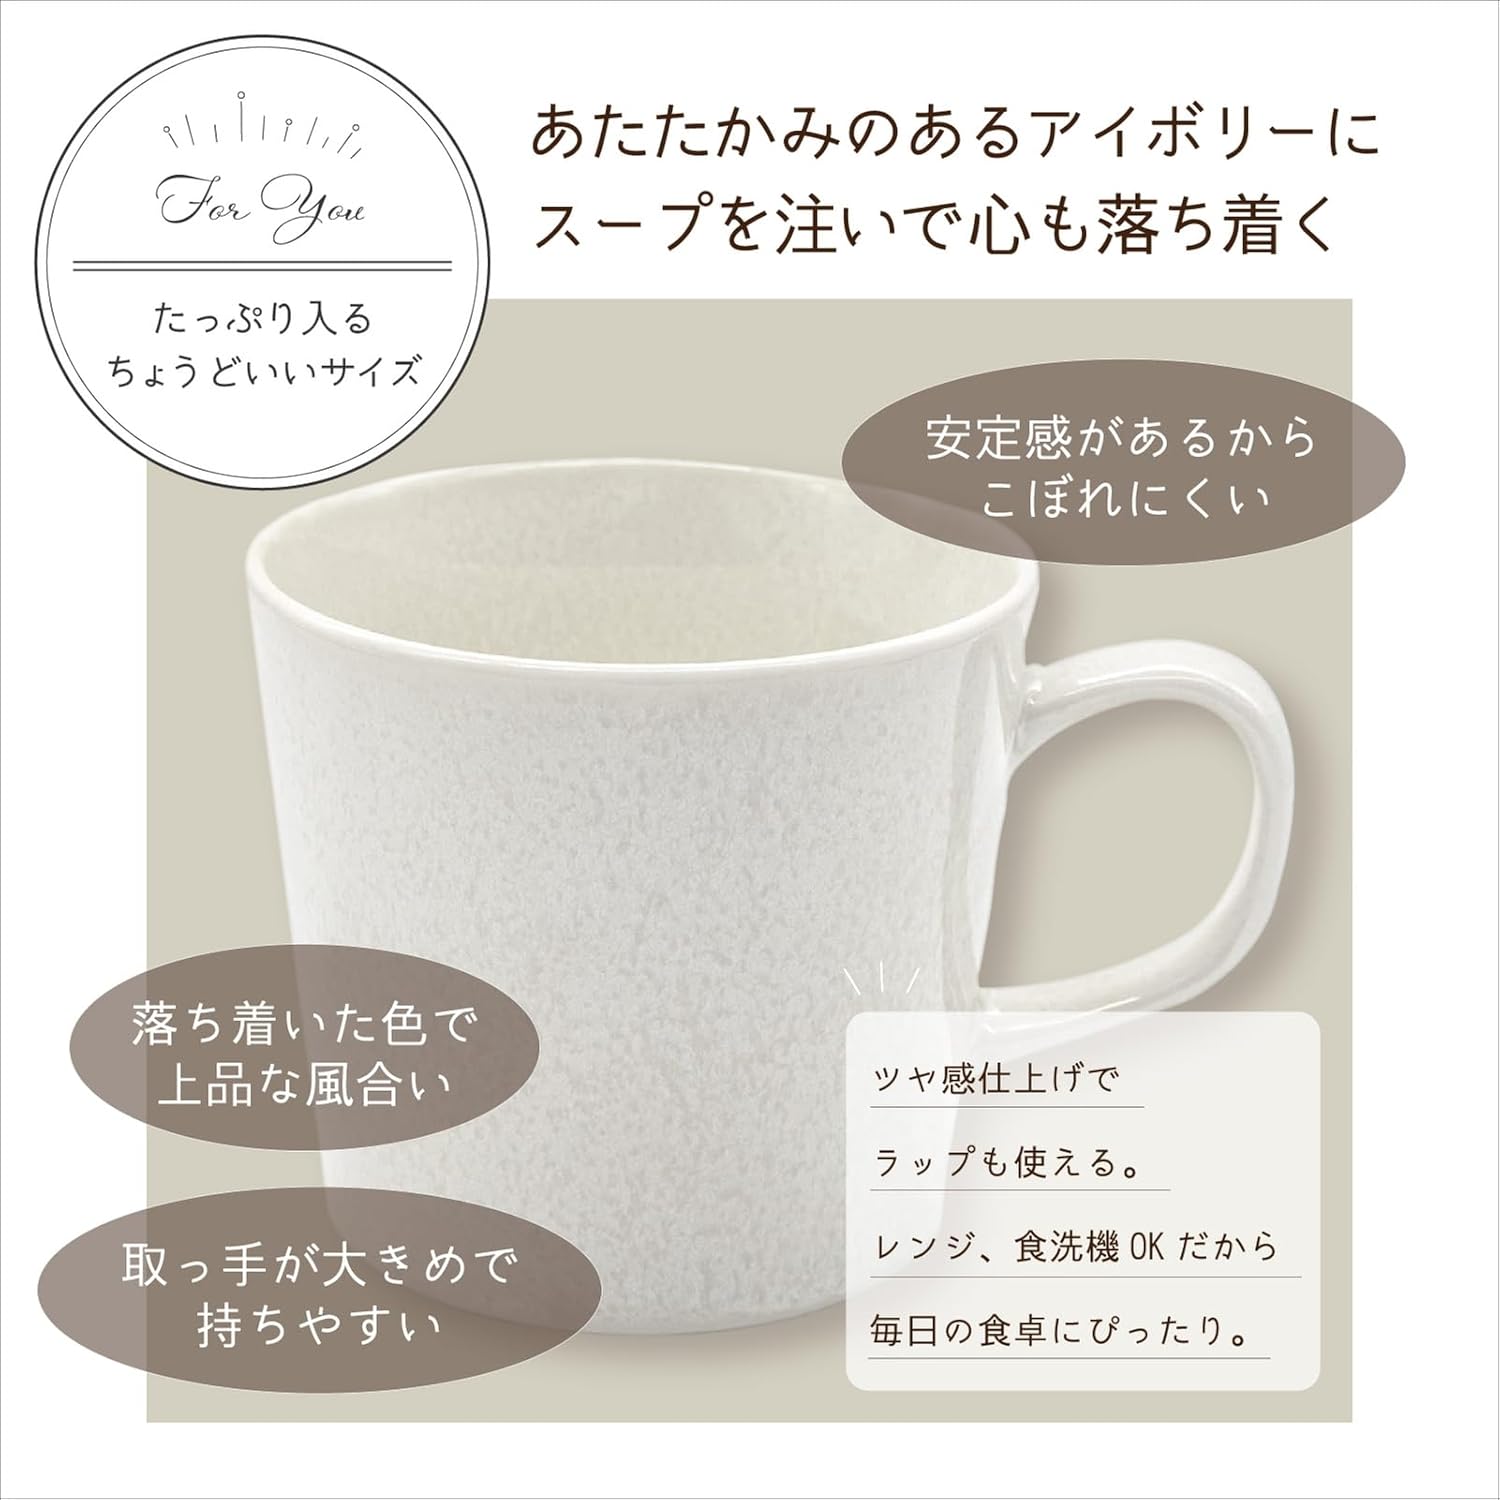 For You
たっぷり入る
ちょうどいいサイズ
あたたかみのあるアイボリーに
スープを注いで心も落ち着く
安定感があるから
こぼれにくい
落ち着いた色で
上品な風合い
取っ手が大きめで
持ちやすい
ツヤ感仕上げで
ラップも使える。
レンジ、食洗機OKだから
毎日の食卓にぴったり。